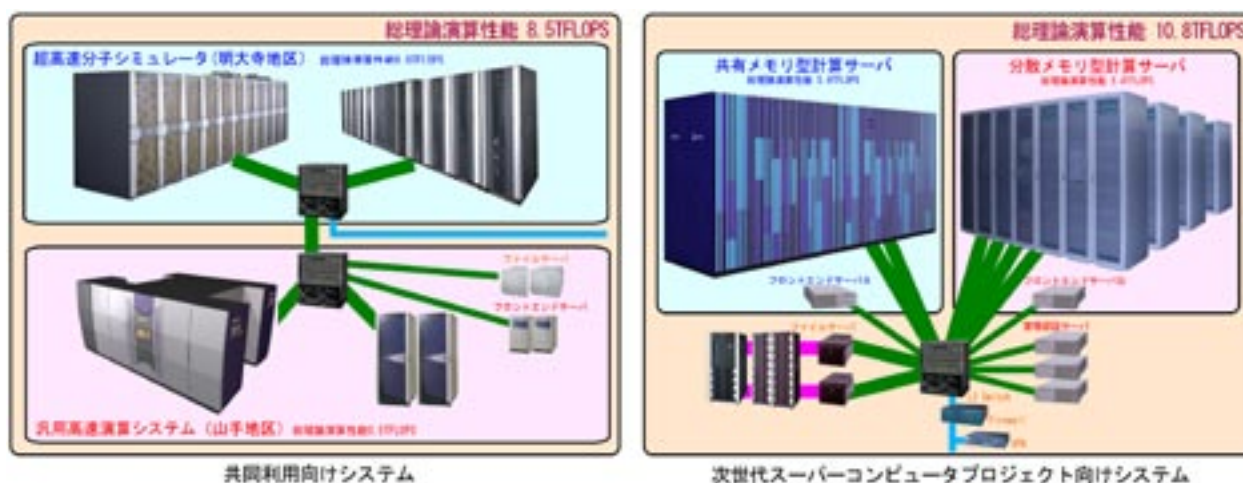 総理論演算性能 8.5TFLOPS
超高速分子シミュレータ(明大寺地区)
ファイルサーバ
フロントエンドサーバ
汎用高速演算システム (山手地区)
共同利用向けシステム
総理論演算性能 10.8TFLOPS
共有メモリ型計算サーバ
分散メモリ型計算サーバ
フロントエンドサーバ
フロントエンドサーバ
ファイルサーバ
L3 Switch
Firewall
VPN
次世代スーパーコンピュータプロジェクト向けシステム